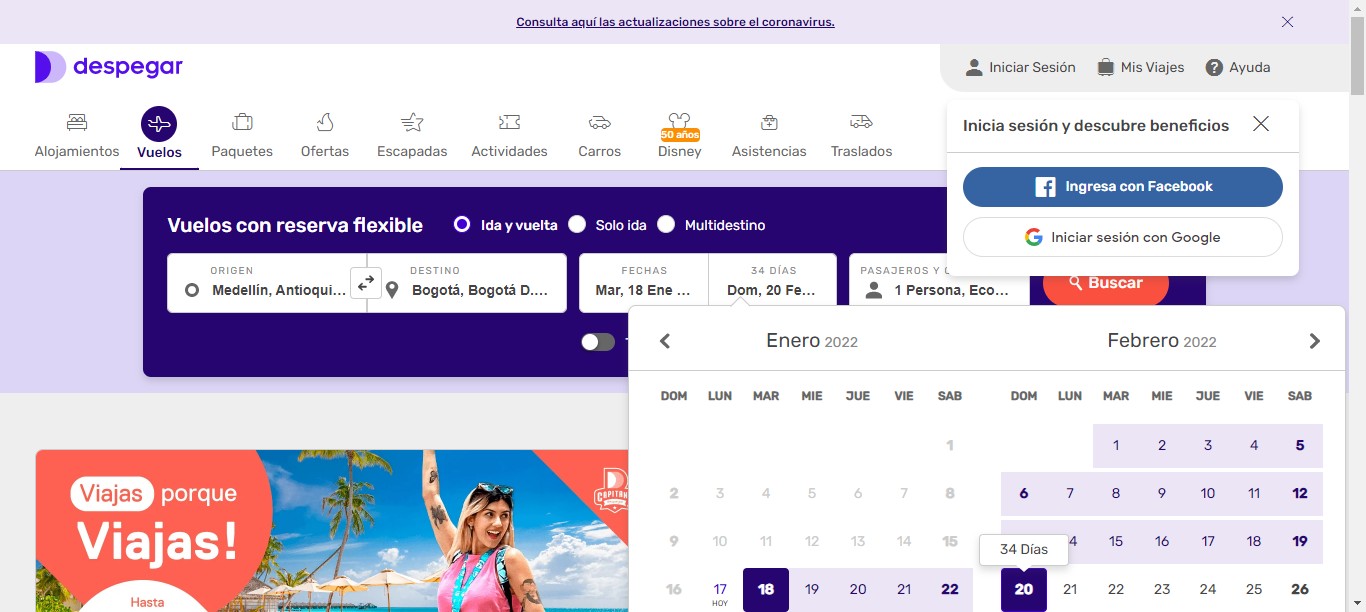 Consulta aquí las actualizaciones sobre el coronavirus.
despegar
Iniciar Sesión
Mis Viajes
Ayuda
Alojamientos
Vuelos
Paquetes
Ofertas
Escapadas
Actividades
Carros
50 años
Disney
Asistencias
Traslados
Inicia sesión y descubre beneficios
Ingresa con Facebook
Iniciar sesión con Google
Vuelos con reserva flexible
Ida y vuelta
Solo ida
Multidestino
ORIGEN
Medellín, Antioqui...
DESTINO
Bogotá, Bogotá D....
FECHAS
Mar, 18 Ene ...
34 DÍAS
Dom, 20 Fe...
PASAJEROS Y
1 Persona, Eco...
Buscar
Enero 2022
DOM LUN MAR MIE JUE VIE SAB
1
2 3 4 5 6 7 8
9 10 11 12 13 14 15
16 17 18 19 20 21 22
HOY
Febrero 2022
DOM LUN MAR MIE JUE VIE SAB
1 2 3 4 5
6 7 8 9 10 11 12
4 15 16 17 18 19
34 Días
20 21 22 23 24 25 26
Viajas porque
Viajas!
Hasta